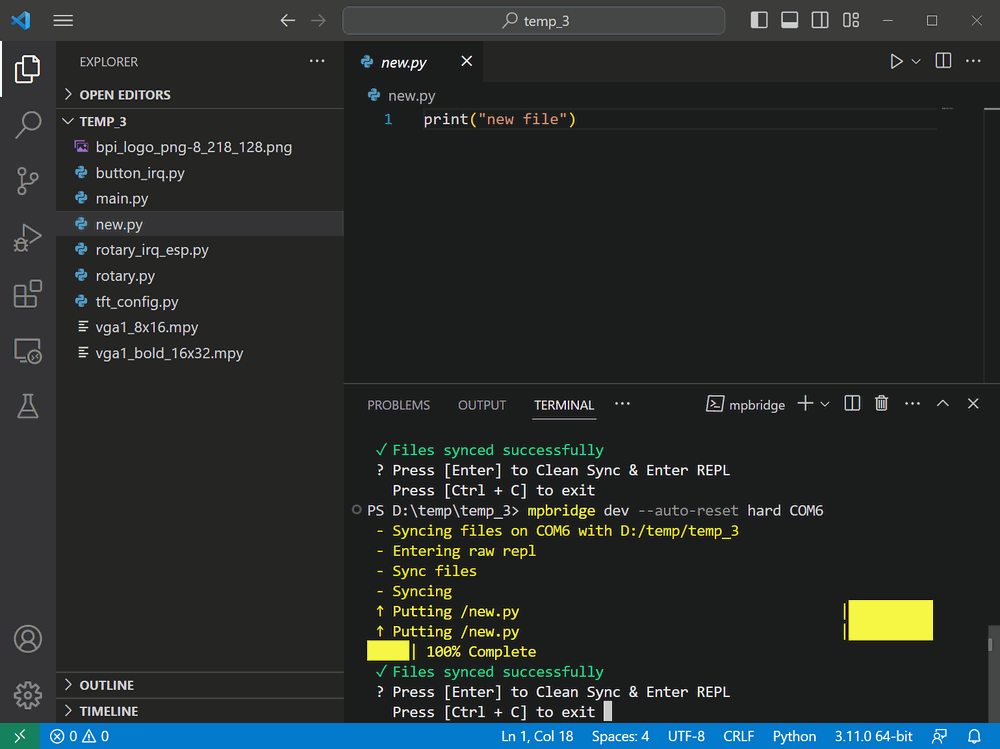 temp_3
EXPLORER
OPEN EDITORS
TEMP_3
bpi_logo_png-8_218_128.png
button_irq.py
main.py
new.py
rotary_irq_esp.py
rotary.py
tft_config.py
vga1_8x16.mpy
vga1_bold_16x32.mpy
OUTLINE
TIMELINE
new.py
new.py
1 print("new file")
PROBLEMS OUTPUT TERMINAL mpbridge
✓ Files synced successfully
? Press [Enter] to Clean Sync & Enter REPL
Press [Ctrl + C] to exit
PS D:\temp\temp_3> mpbridge dev --auto-reset hard COM6
- Syncing files on COM6 with D:/temp/temp_3
- Entering raw repl
- Sync files
- Syncing
↑ Putting /new.py |
↑ Putting /new.py |
| 100% Complete
✓ Files synced successfully
? Press [Enter] to Clean Sync & Enter REPL
Press [Ctrl + C] to exit
0 0 Ln 1, Col 18 Spaces: 4 UTF-8 CRLF Python 3.11.0 64-bit